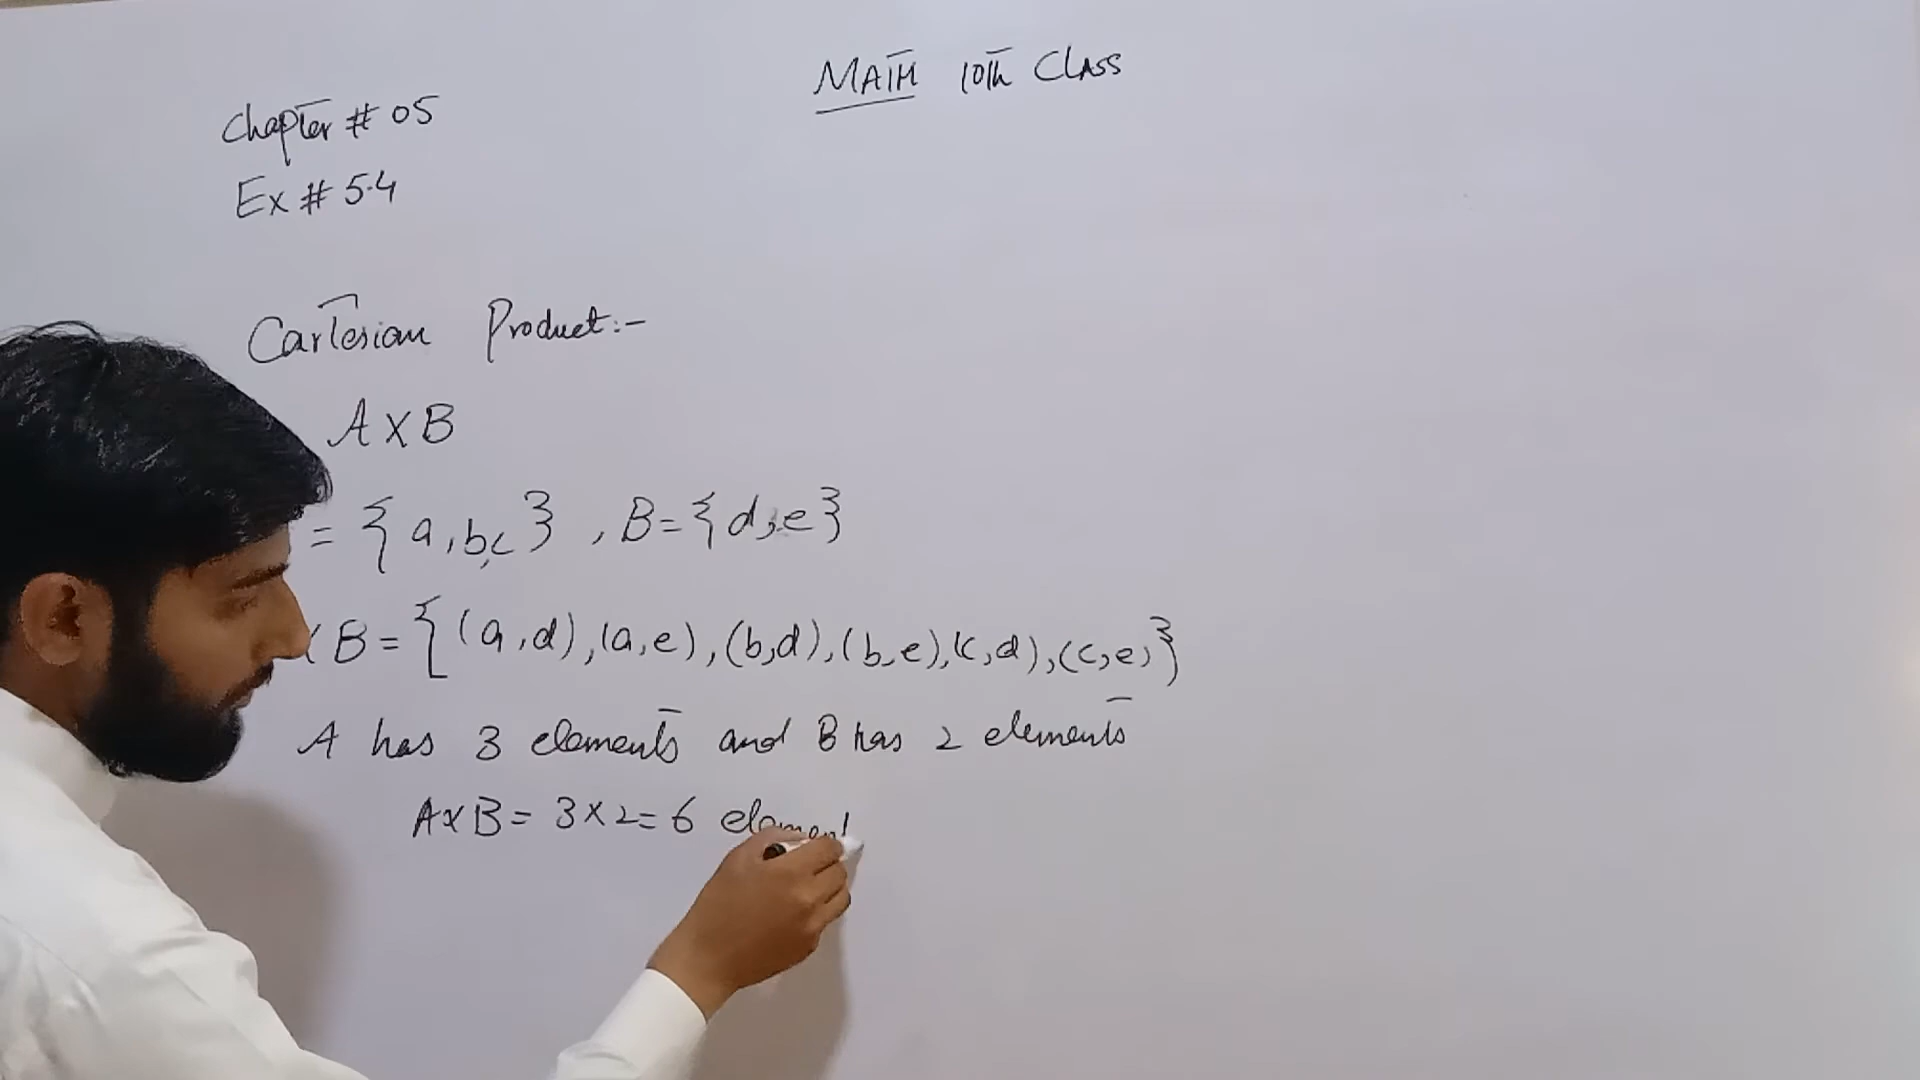 MATH 10th Class
Chapter # 05
Ex # 5.4
Cartesian Product:-
A x B
= { a, b, c } , B = { d, e }
B = { (a, d), (a, e), (b, d), (b, e), (c, d), (c, e, }
A has 3 elements and B has 2 elements
A x B = 3 x 2 = 6 element